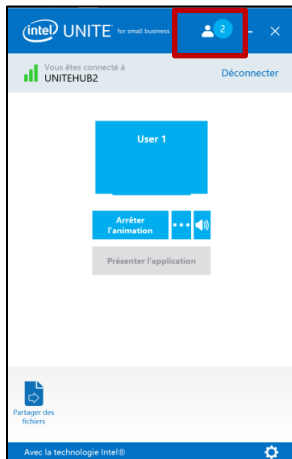 intel UNITE for small business 2
Vous êtes connecté à
UNITEHUB2
Déconnecter
User 1
Arrêter
l'animation
Présenter l'application
Partager des
fichiers
Avec la technologie Intel®